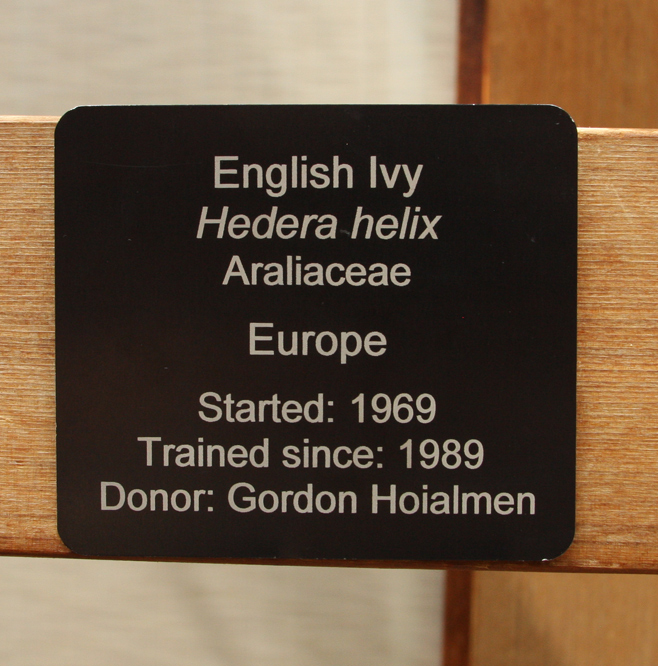 English Ivy
Hedera helix
Araliaceae
Europe
Started: 1969
Trained since: 1989
Donor: Gordon Hoialmen